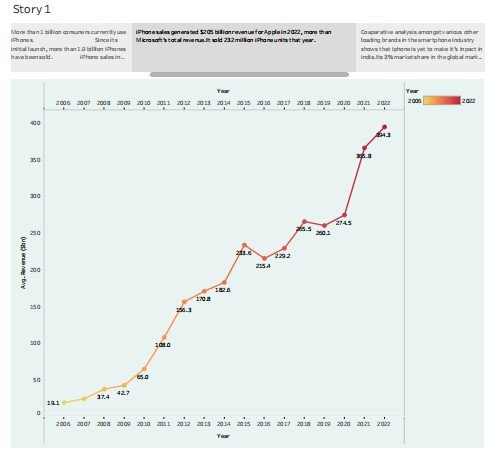 Story 1
More than 1 billion consumers currently use
iPhones. Since its
initial launch, more than 1.9 billion iPhones
have been sold. iPhone sales in...
iPhone sales generated $205 billion revenue for Apple in 2022, more than
Microsoft's total revenue. It sold 232 million iPhone units that year.
Coaparative analysis amongst various other
leading brands in the smartphone industry
shows that iphone is yet to make it's impact in
india. Its 3% market share in the global mark...
Year
2006 2007 2008 2009 2010 2011 2012 2013 2014 2015 2016 2017 2018 2019 2020 2021 2022
Year
2006 2022
Avg. Revenue ($bn)
400
350
300
250
200
150
100
50
0
394.3
365.8
274.5
265.5
260.1
233.6
229.2
215.4
182.6
170.8
156.3
108.0
65.0
42.7
37.4
19.1
2006 2007 2008 2009 2010 2011 2012 2013 2014 2015 2016 2017 2018 2019 2020 2021 2022
Year